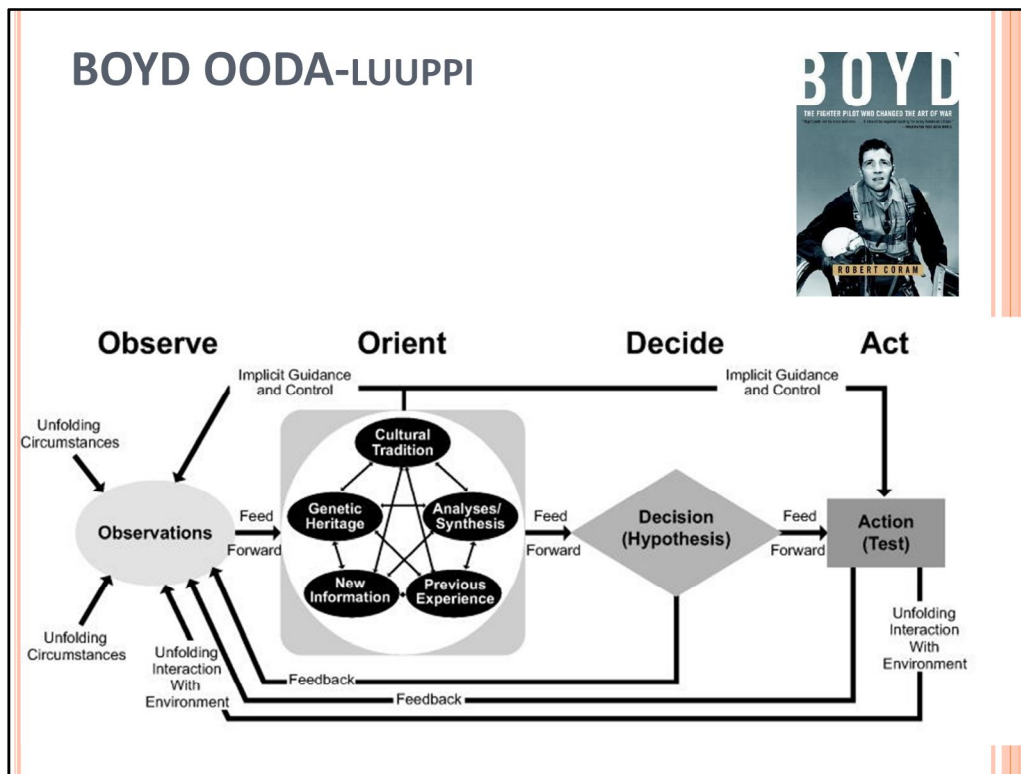 BOYD OODA-LUUPPI
BOYD
THE FIGHTER PILOT WHO CHANGED THE ART OF WAR
ROBERT CORAM
Observe
Orient
Decide
Act
Implicit Guidance
and Control
Implicit Guidance
and Control
Unfolding
Circumstances
Observations
Feed
Forward
Cultural
Tradition
Genetic
Heritage
Analyses/
Synthesis
New
Information
Previous
Experience
Feed
Forward
Decision
(Hypothesis)
Feed
Forward
Action
(Test)
Unfolding
Circumstances
Unfolding
Interaction
With
Environment
Unfolding
Interaction
With
Environment
Feedback
Feedback